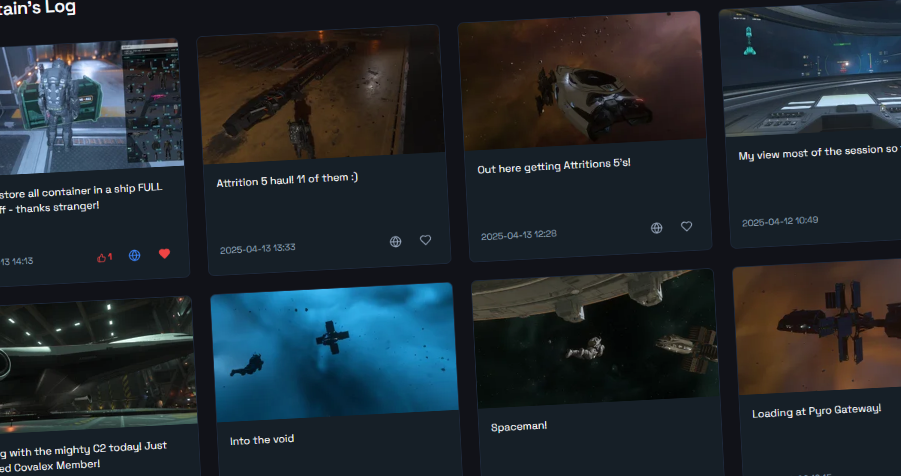 tain's Log
store all container in a ship FULL
ff - thanks stranger!
13 14:13
1
Attrition 5 haul! 11 of them :)
2025-04-13 13:33
Out here getting Attritions 5's!
2025-04-13 12:28
My view most of the session so
2025-04-12 10:49
g with the mighty C2 today! Just
ed Covalex Member!
Into the void
Spaceman!
Loading at Pyro Gateway!